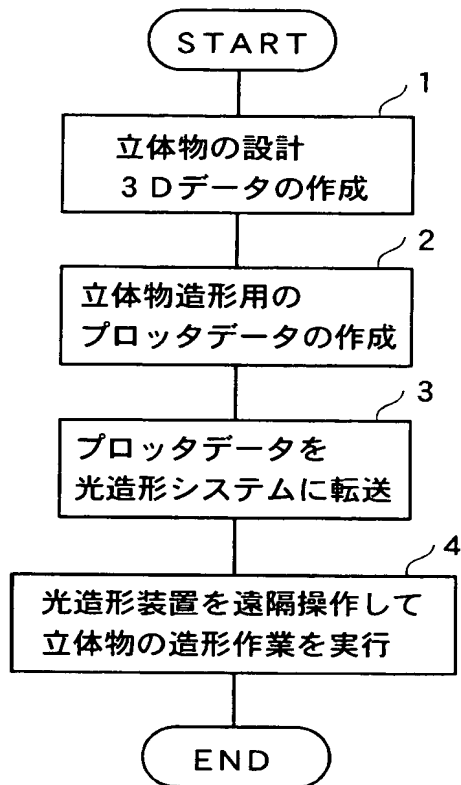 START
1
立体物の設計
3Dデータの作成
2
立体物造形用の
プロッタデータの作成
3
プロッタデータを
光造形システムに転送
4
光造形装置を遠隔操作して
立体物の造形作業を実行
END